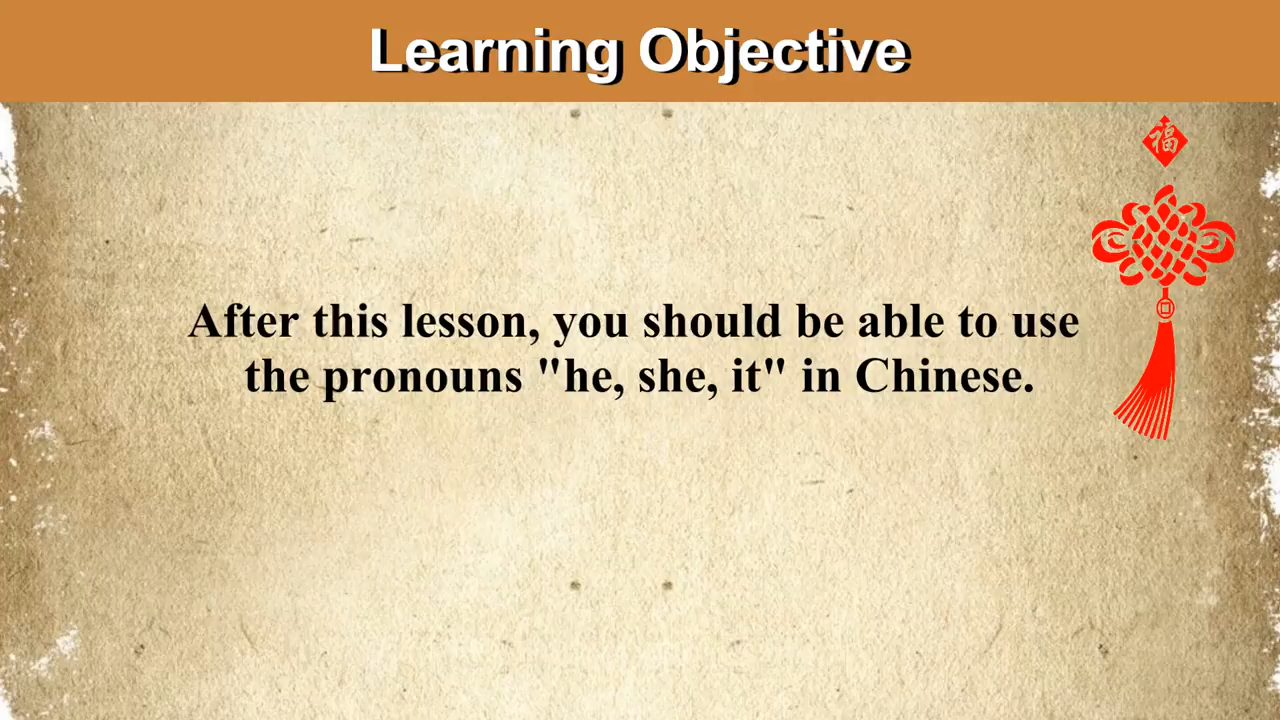 Learning Objective
福
After this lesson, you should be able to use
the pronouns "he, she, it" in Chinese.